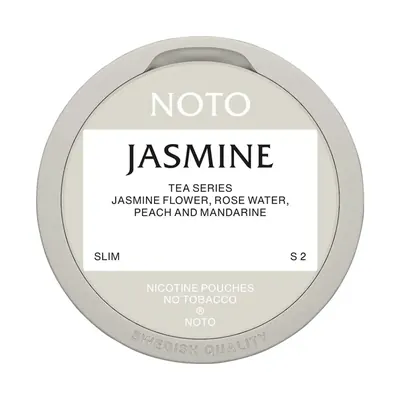 NOTO
JASMINE
TEA SERIES
JASMINE FLOWER, ROSE WATER,
PEACH AND MANDARINE
SLIM S 2
NICOTINE POUCHES
NO TOBACCO
®
NOTO
SWEDISH QUALITY